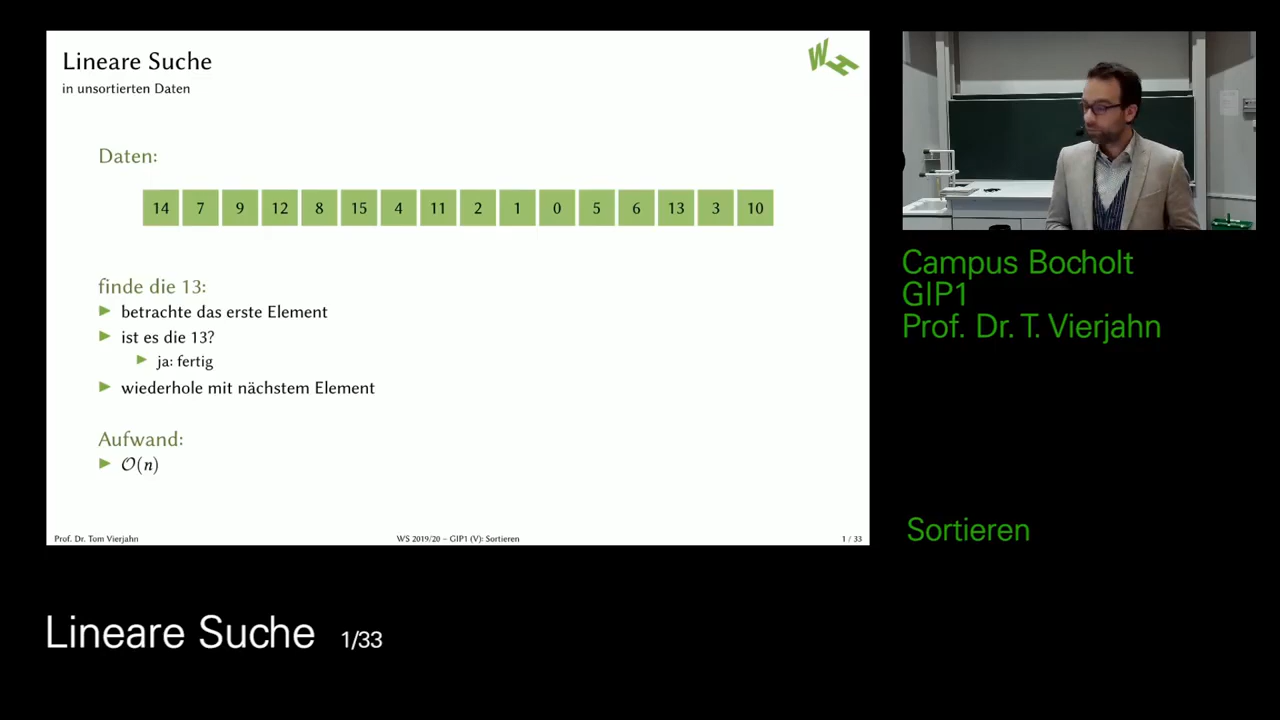 Lineare Suche
in unsortierten Daten
WH
Daten:
14 7 9 12 8 15 4 11 2 1 0 5 6 13 3 10
finde die 13:
betrachte das erste Element
ist es die 13?
ja: fertig
wiederhole mit nächstem Element
Aufwand:
O(n)
Prof. Dr. Tom Vierjahn WS 2019/20 – GIP1 (V): Sortieren 1 / 33
Campus Bocholt
GIP1
Prof. Dr. T. Vierjahn
Sortieren
Lineare Suche 1/33